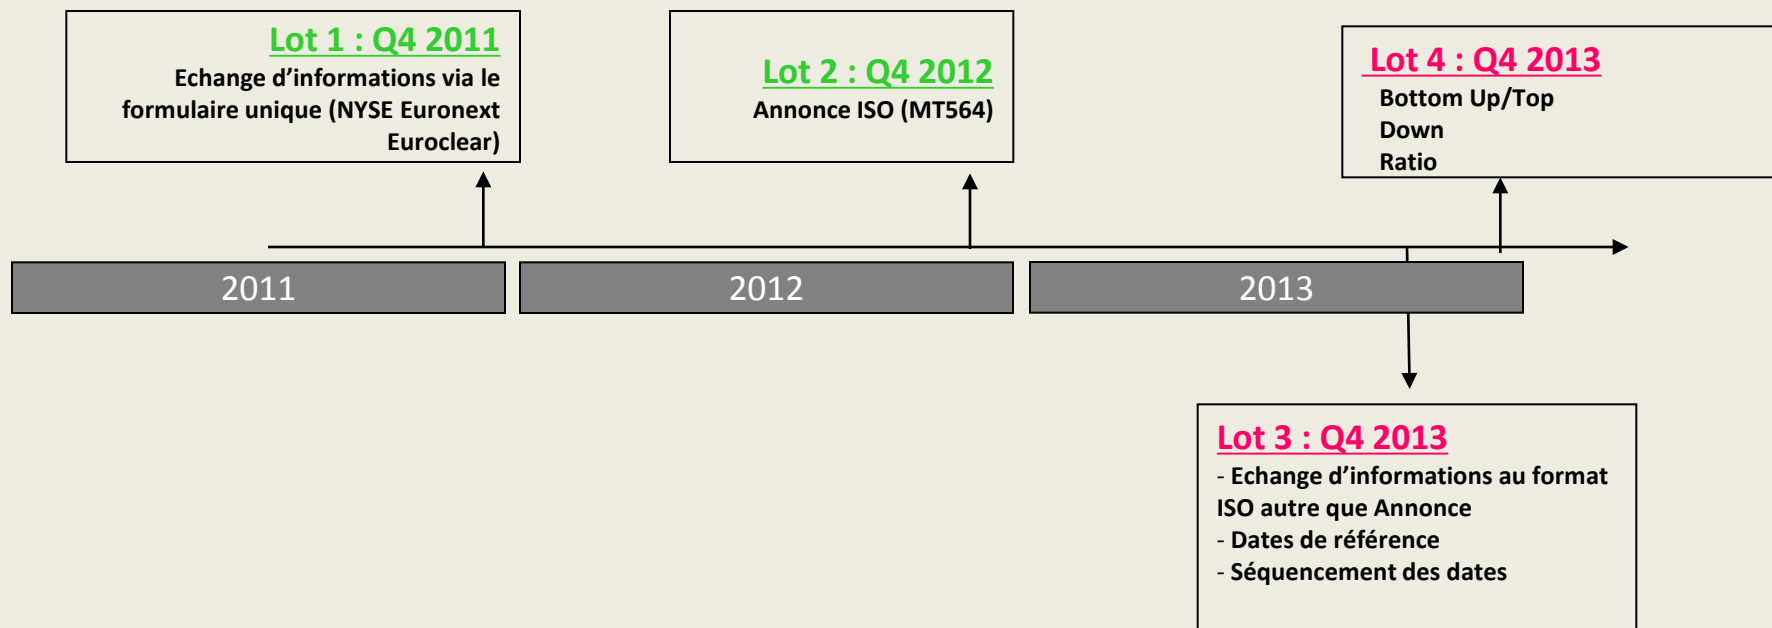 Lot 1 : Q4 2011
Echange d’informations via le
formulaire unique (NYSE Euronext
Euroclear)
Lot 2 : Q4 2012
Annonce ISO (MT564)
Lot 4 : Q4 2013
Bottom Up/Top
Down
Ratio
2011
2012
2013
Lot 3 : Q4 2013
- Echange d’informations au format
ISO autre que Annonce
- Dates de référence
- Séquencement des dates